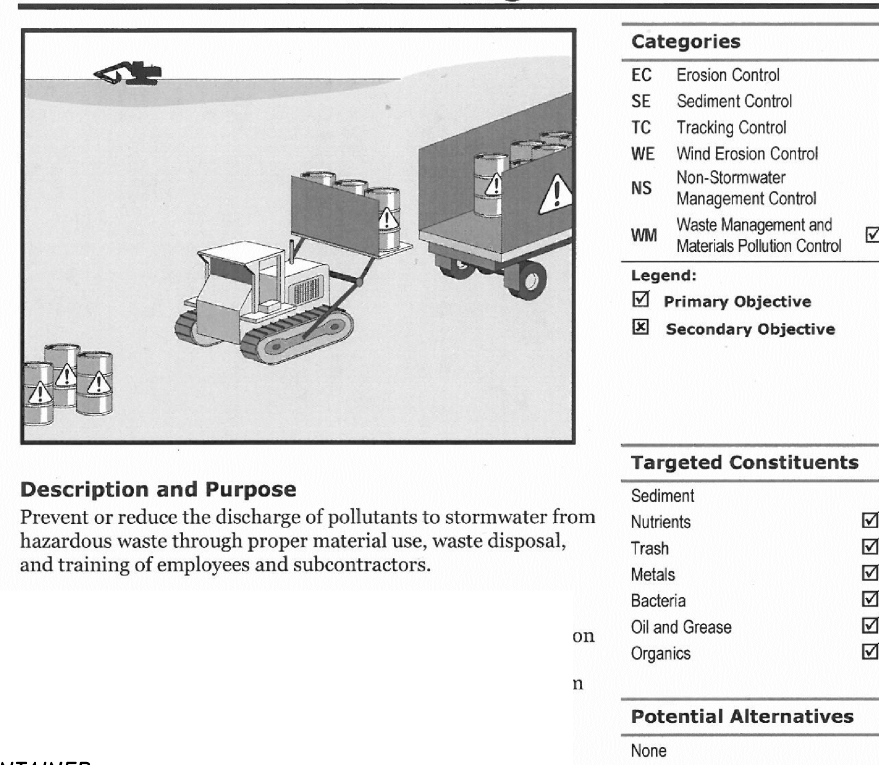 Categories
EC Erosion Control
SE Sediment Control
TC Tracking Control
WE Wind Erosion Control
NS Non-Stormwater
Management Control
WM Waste Management and
Materials Pollution Control ☑
Legend:
☑ Primary Objective
☒ Secondary Objective
Description and Purpose
Prevent or reduce the discharge of pollutants to stormwater from
hazardous waste through proper material use, waste disposal,
and training of employees and subcontractors.
on
n
Targeted Constituents
Sediment
Nutrients ☑
Trash ☑
Metals ☑
Bacteria ☑
Oil and Grease ☑
Organics ☑
Potential Alternatives
None